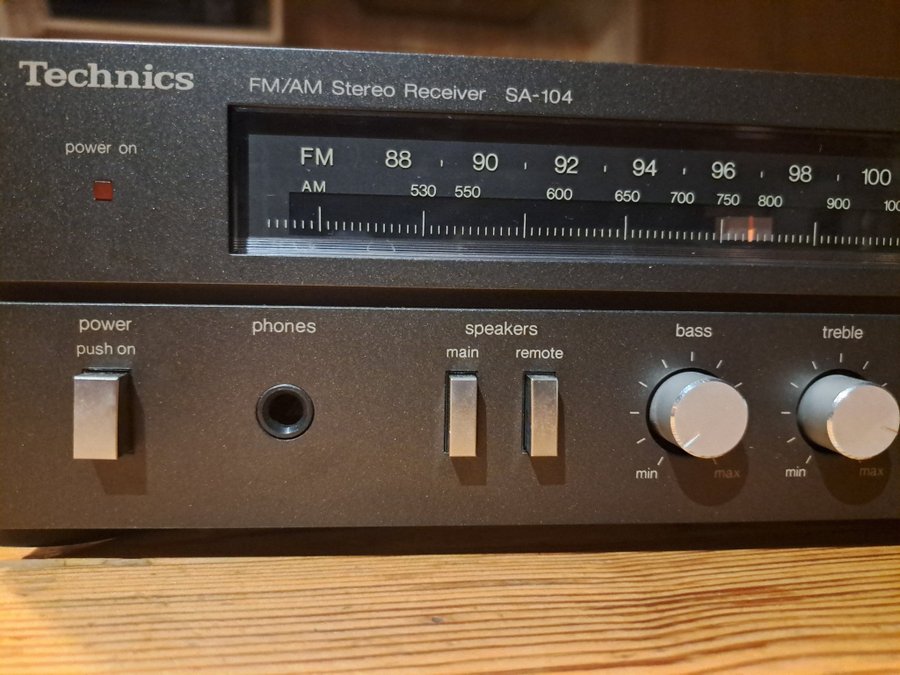 Technics
FM/AM Stereo Receiver SA-104
power on
FM 88 90 92 94 96 98 100
AM 530 550 600 650 700 750 800 900
power
push on
phones
speakers
main remote
bass
min max
treble
min max